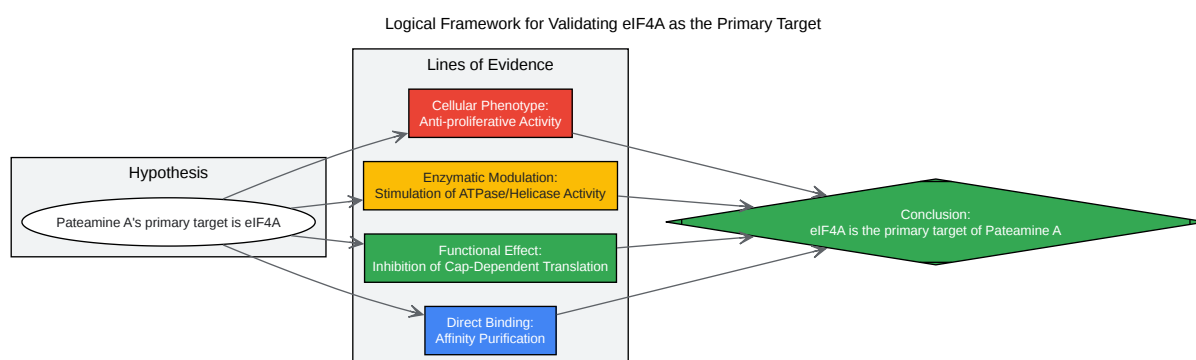 Logical Framework for Validating eIF4A as the Primary Target
Lines of Evidence
Cellular Phenotype:
Anti-proliferative Activity
Hypothesis
Enzymatic Modulation:
Stimulation of ATPase/Helicase Activity
Pateamine A's primary target is eIF4A
Conclusion:
eIF4A is the primary target of Pateamine A
Functional Effect:
Inhibition of Cap-Dependent Translation
Direct Binding:
Affinity Purification